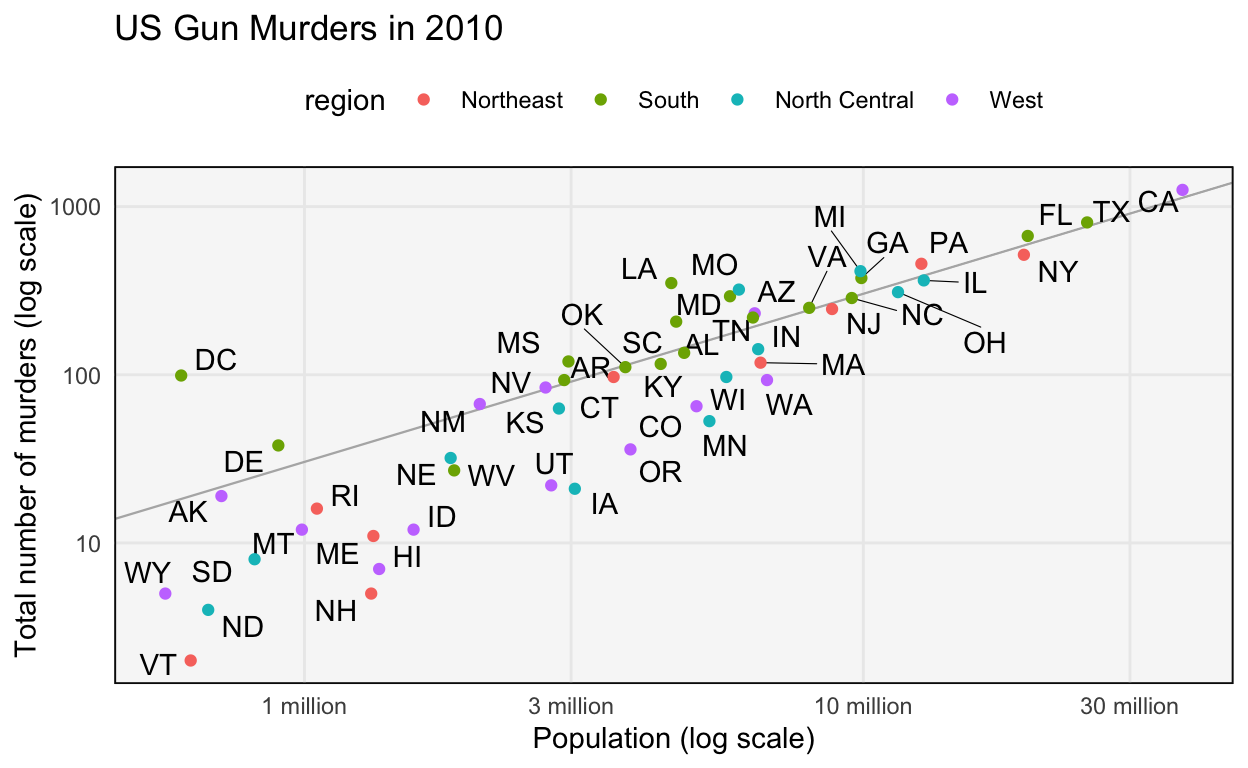 US Gun Murders in 2010
region Northeast South North Central West
Total number of murders (log scale)
1000
100
10
CA
TX
FL
MI
GA
PA
VA
NY
LA
MO
IL
AZ
MD
OK
NC
NJ
TN
IN
OH
MS
SC
AL
DC
AR
MA
NV
KY
WI
WA
KS
CT
NM
CO
MN
DE
UT
OR
NE
WV
RI
IA
AK
ID
MT
ME
HI
WY
SD
NH
ND
VT
1 million
3 million
10 million
30 million
Population (log scale)